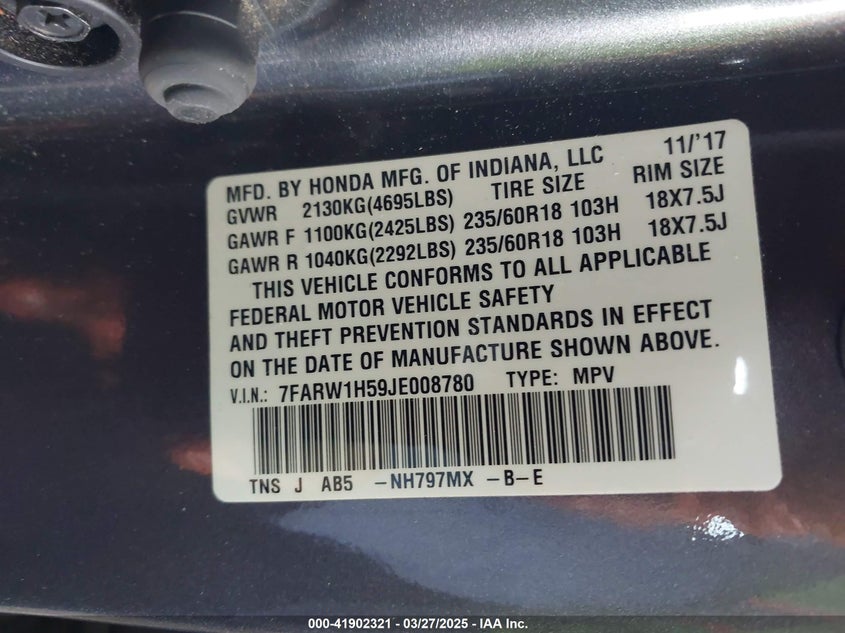 MFD. BY HONDA MFG. OF INDIANA, LLC 11/'17
GVWR 2130KG(4695LBS) TIRE SIZE RIM SIZE
GAWR F 1100KG(2425LBS) 235/60R18 103H 18X7.5J
GAWR R 1040KG(2292LBS) 235/60R18 103H 18X7.5J
THIS VEHICLE CONFORMS TO ALL APPLICABLE
FEDERAL MOTOR VEHICLE SAFETY
AND THEFT PREVENTION STANDARDS IN EFFECT
ON THE DATE OF MANUFACTURE SHOWN ABOVE.
V.I.N.: 7FARW1H59JE008780 TYPE: MPV
TNS J AB5 -NH797MX -B-E
000-41902321 | 03/27/2025 - IAA Inc.